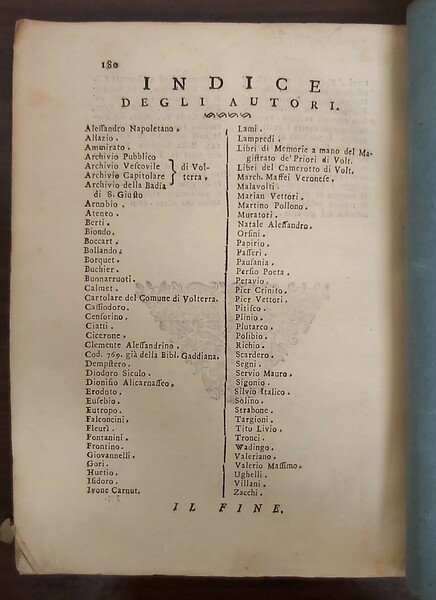 180
INDICE
DEGLI AUTORI.
Alessandro Napoletano.
Allazio.
Ammirato.
Archivio Pubblico
Archivio Vescovile
Archivio Capitolare
Archivio della Badia
di S. Giusto
di Vol-
terra.
Arnobio.
Ateneo.
Berti.
Biondo.
Boccart.
Bollando.
Borquet.
Buchier.
Buonarruoti.
Calmet.
Cartolare del Comune di Volterra.
Cassiodoro.
Censorino.
Ciatti.
Cicerone.
Clemente Alessandrino.
Cod. 769. già della Bibl. Gaddiana.
Dempstero.
Diodoro Siculo.
Dionisio Alicarnasseo.
Erodoto.
Eusebio.
Eutropo.
Falconcini.
Fleurì.
Fontanini.
Frontino.
Giovannelli.
Gori.
Huetio.
Isidoro.
Ivone Carnut.
Lami.
Lampredi.
Libri di Memorie a mano del Ma-
gistrato de' Priori di Volt.
Libri del Camerotto di Volt.
March. Maffei Veronese.
Malavolti.
Marian Vettori.
Martino Pollono.
Muratori.
Natale Alessandro.
Orsini.
Papirio.
Passeri.
Pausania.
Persio Poeta.
Petavio.
Pier Crinito.
Pier Vettori.
Pitisco.
Plinio.
Plutarco.
Polibio.
Richio.
Scardero.
Segni.
Servio Mauro.
Sigonio.
Silvio Italico.
Solino.
Strabone.
Targioni.
Tito Livio.
Tronci.
Wadingo.
Valeriano.
Valerio Massimo.
Ughelli.
Villani.
Zacchi.
IL FINE.